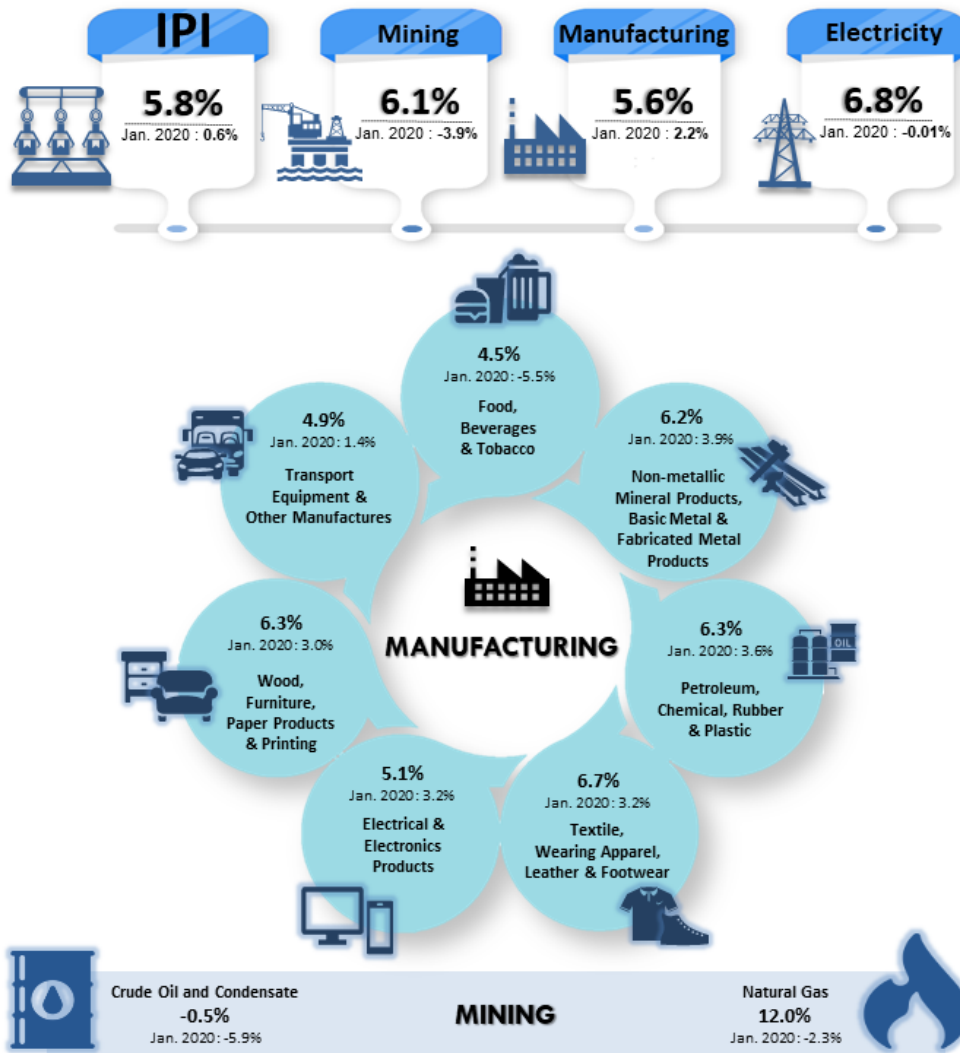 IPI
5.8%
Jan. 2020 : 0.6%
Mining
6.1%
Jan. 2020 : -3.9%
Manufacturing
5.6%
Jan. 2020 : 2.2%
Electricity
6.8%
Jan. 2020 : -0.01%
4.5%
Jan. 2020: -5.5%
Food,
Beverages
& Tobacco
6.2%
Jan. 2020: 3.9%
Non-metallic
Mineral Products,
Basic Metal &
Fabricated Metal
Products
6.3%
Jan. 2020: 3.6%
Petroleum,
Chemical, Rubber
& Plastic
OIL
6.7%
Jan. 2020: 3.2%
Textile,
Wearing Apparel,
Leather & Footwear
5.1%
Jan. 2020: 3.2%
Electrical &
Electronics
Products
6.3%
Jan. 2020: 3.0%
Wood,
Furniture,
Paper Products
& Printing
4.9%
Jan. 2020: 1.4%
Transport
Equipment &
Other Manufactures
MANUFACTURING
Crude Oil and Condensate
-0.5%
Jan. 2020: -5.9%
MINING
Natural Gas
12.0%
Jan. 2020: -2.3%